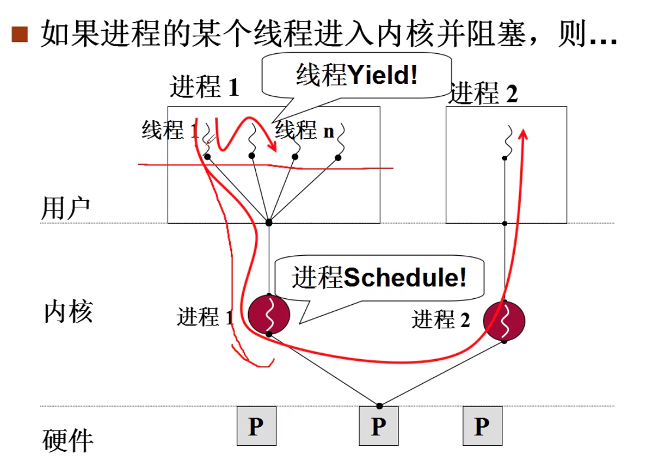 如果进程的某个线程进入内核并阻塞，则…
线程Yield!
进程 1
进程 2
线程 1
线程 n
用户
进程Schedule!
内核
进程 1
进程 2
P
P
P
硬件